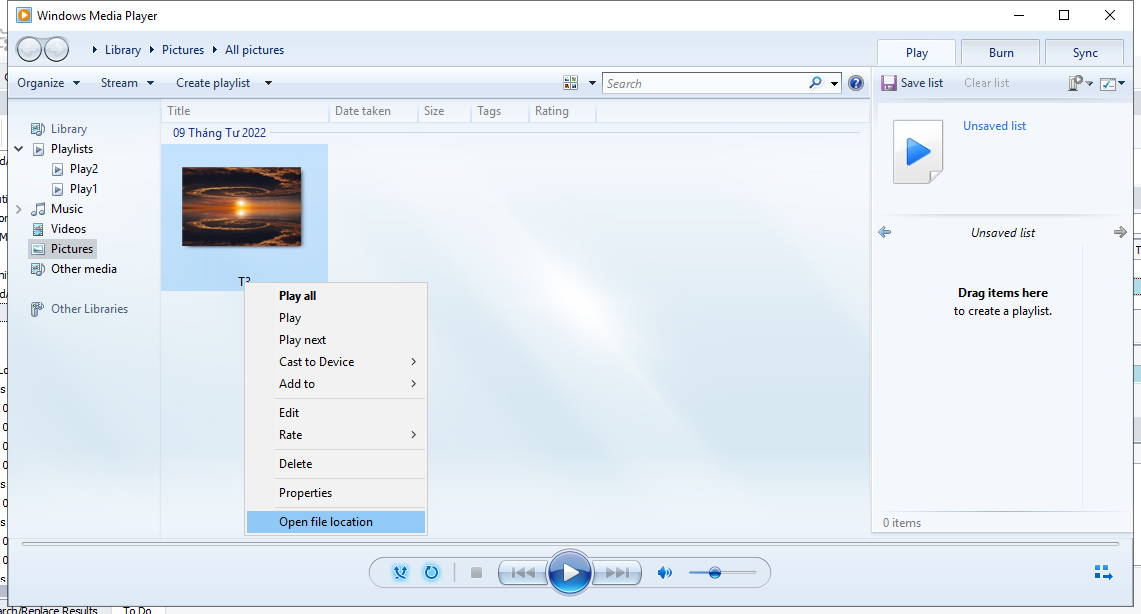 Windows Media Player
Library Pictures All pictures
Play Burn Sync
Organize Stream Create playlist Search Save list Clear list
Title Date taken Size Tags Rating
09 Tháng Tư 2022
Library
Playlists
Play2
Play1
Music
Videos
Pictures
Other media
Other Libraries
Play all
Play
Play next
Cast to Device
Add to
Edit
Rate
Delete
Properties
Open file location
Unsaved list
Unsaved list
Drag items here
to create a playlist.
0 items
arch/Replace Results To Do